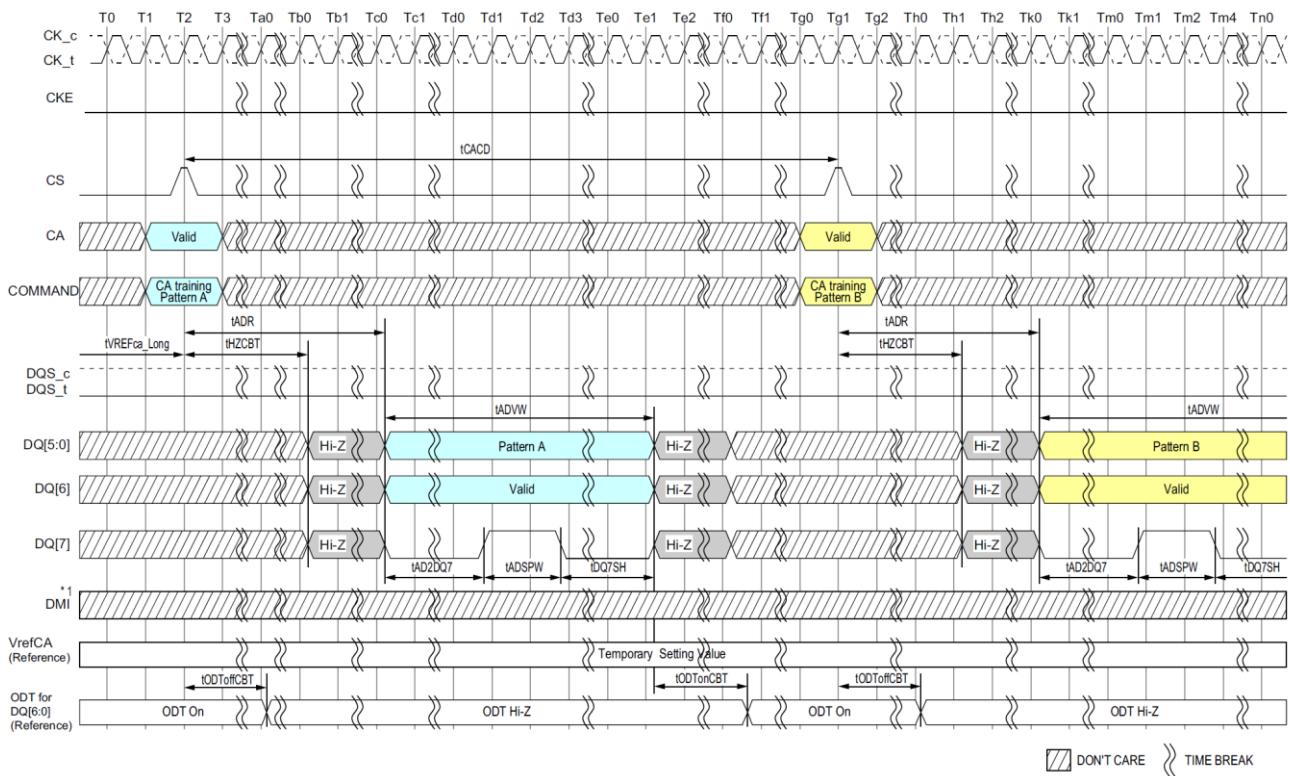 T0 T1 T2 T3 Ta0 Tb0 Tb1 Tc0 Tc1 Td0 Td1 Td2 Td3 Te0 Te1 Te2 Tf0 Tf1 Tg0 Tg1 Tg2 Th0 Th1 Th2 Tk0 Tk1 Tm0 Tm1 Tm2 Tm4 Tn0
CK_c
CK_t
CKE
tCACD
CS
CA Valid Valid
COMMAND CA training Pattern A CA training Pattern B
tADR tADR
tVREFca_Long tHZCBT tHZCBT
DQS_c
DQS_t
tADVW tADVW
DQ[5:0] Hi-Z Pattern A Hi-Z Hi-Z Pattern B
DQ[6] Hi-Z Valid Hi-Z Hi-Z Valid
DQ[7] Hi-Z Hi-Z Hi-Z
tAD2DQ7 tADSPW tDQ7SH tAD2DQ7 tADSPW tDQ7SH
*1
DMI
VrefCA
(Reference) Temporary Setting Value
tODToffCBT tODTonCBT tODToffCBT
ODT for
DQ[6:0] ODT On ODT Hi-Z ODT On ODT Hi-Z
(Reference)
DON'T CARE TIME BREAK